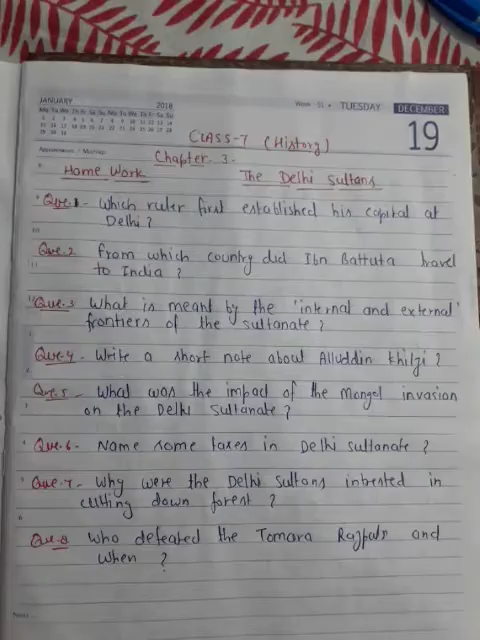 JANUARY 2018
Week 51 • TUESDAY DECEMBER
19
CLASS-7 (History)
Chapter. 3.
Home Work The Delhi sultans
Que.1- Which ruler first established his capital at
Delhi?
Que.2 From which country did Ibn Battuta travel
to India?
Que.3 What is meant by the 'internal and external'
frontiers of the sultanate?
Que.4- Write a short note about Alluddin khilji?
Que.5- What was the impact of the Mangol invasion
on the Delhi sultanate?
Que.6- Name some taxes in Delhi sultanate?
Que.7- Why were the Delhi sultans intrested in
cutting down forest?
Que.8 Who defeated the Tomara Rajputs and
when?